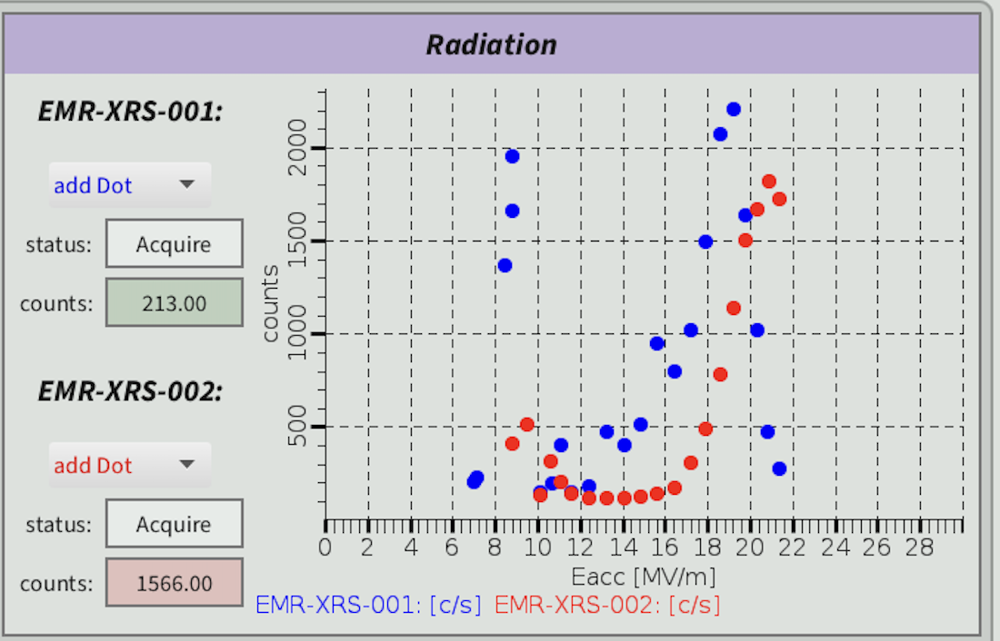 Radiation
EMR-XRS-001:
add Dot
status: Acquire
counts: 213.00
EMR-XRS-002:
add Dot
status: Acquire
counts: 1566.00
counts
2000
1500
1000
500
0 2 4 6 8 10 12 14 16 18 20 22 24 26 28
Eacc [MV/m]
EMR-XRS-001: [c/s] EMR-XRS-002: [c/s]